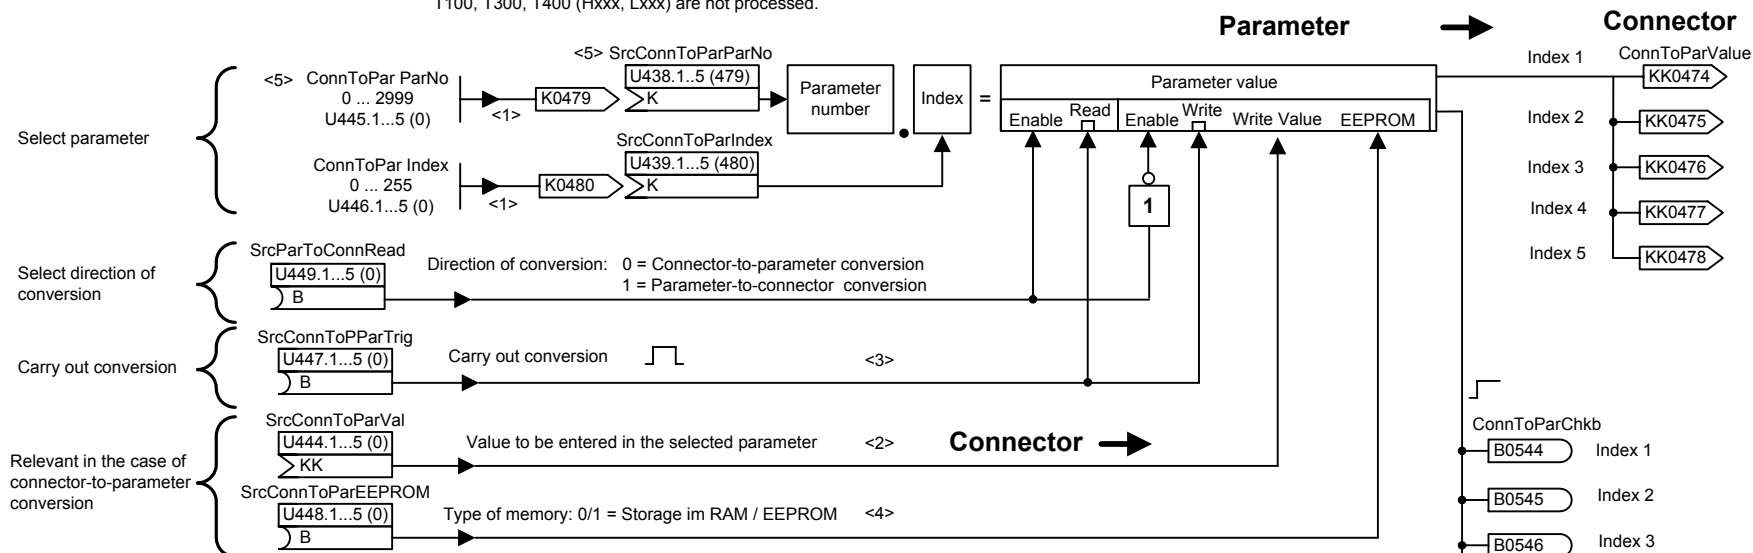 T100, T300, T400 (Hxxx, Lxxx) are not processed.
Parameter
Connector
Select parameter
<5> ConnToPar ParNo
0 ... 2999
U445.1...5 (0)
<1>
K0479
<5> SrcConnToParParNo
U438.1..5 (479)
K
Parameter
number
.
Index
=
Parameter value
Enable Read Enable Write Write Value EEPROM
ConnToPar Index
0 ... 255
U446.1...5 (0)
<1>
K0480
SrcConnToParIndex
U439.1...5 (480)
K
1
ConnToParValue
Index 1 KK0474
Index 2 KK0475
Index 3 KK0476
Index 4 KK0477
Index 5 KK0478
Select direction of
conversion
SrcParToConnRead
U449.1...5 (0)
B
Direction of conversion: 0 = Connector-to-parameter conversion
1 = Parameter-to-connector conversion
Carry out conversion
SrcConnToPParTrig
U447.1...5 (0)
B
Carry out conversion <3>
Relevant in the case of
connector-to-parameter
conversion
SrcConnToParVal
U444.1...5 (0)
KK
Value to be entered in the selected parameter <2>
Connector
SrcConnToParEEPROM
U448.1...5 (0)
B
Type of memory: 0/1 = Storage im RAM / EEPROM <4>
ConnToParChkb
B0544 Index 1
B0545 Index 2
B0546 Index 3